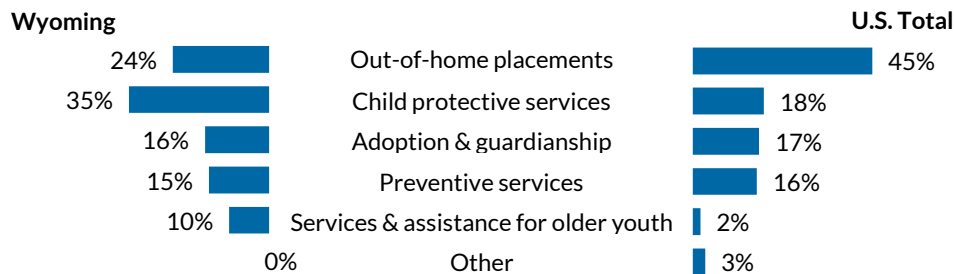 Wyoming U.S. Total
24% Out-of-home placements 45%
35% Child protective services 18%
16% Adoption & guardianship 17%
15% Preventive services 16%
10% Services & assistance for older youth 2%
0% Other 3%